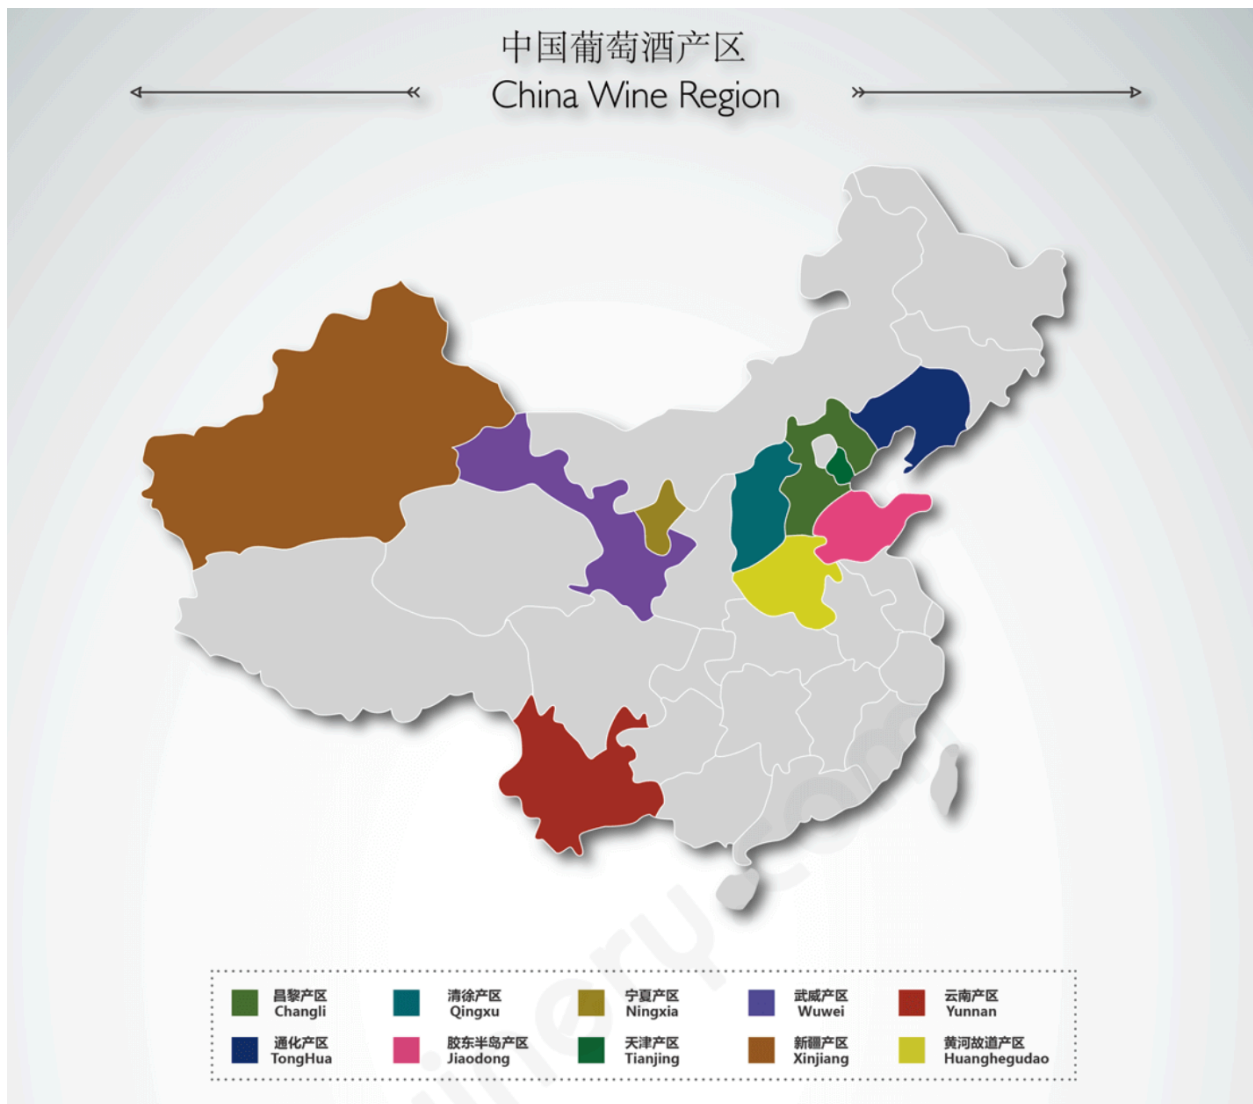 中国葡萄酒产区
China Wine Region
昌黎产区
Changli
清徐产区
Qingxu
宁夏产区
Ningxia
武威产区
Wuwei
云南产区
Yunnan
通化产区
TongHua
胶东半岛产区
Jiaodong
天津产区
Tianjing
新疆产区
Xinjiang
黄河故道产区
Huanghegudao